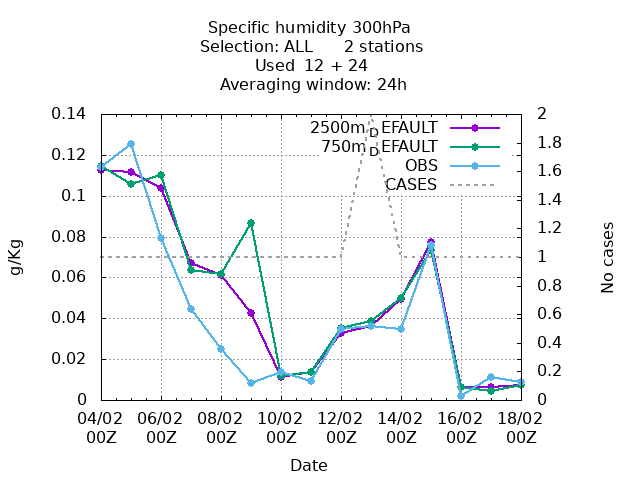 Specific humidity 300hPa
Selection: ALL      2 stations
Used  12 + 24
Averaging window: 24h
g/Kg
0.14
0.12
0.1
0.08
0.06
0.04
0.02
0
2500m_DEFAULT
750m_DEFAULT
OBS
CASES
2
1.8
1.6
1.4
1.2
1
0.8
0.6
0.4
0.2
0
No cases
04/02 06/02 08/02 10/02 12/02 14/02 16/02 18/02
00Z 00Z 00Z 00Z 00Z 00Z 00Z 00Z
Date